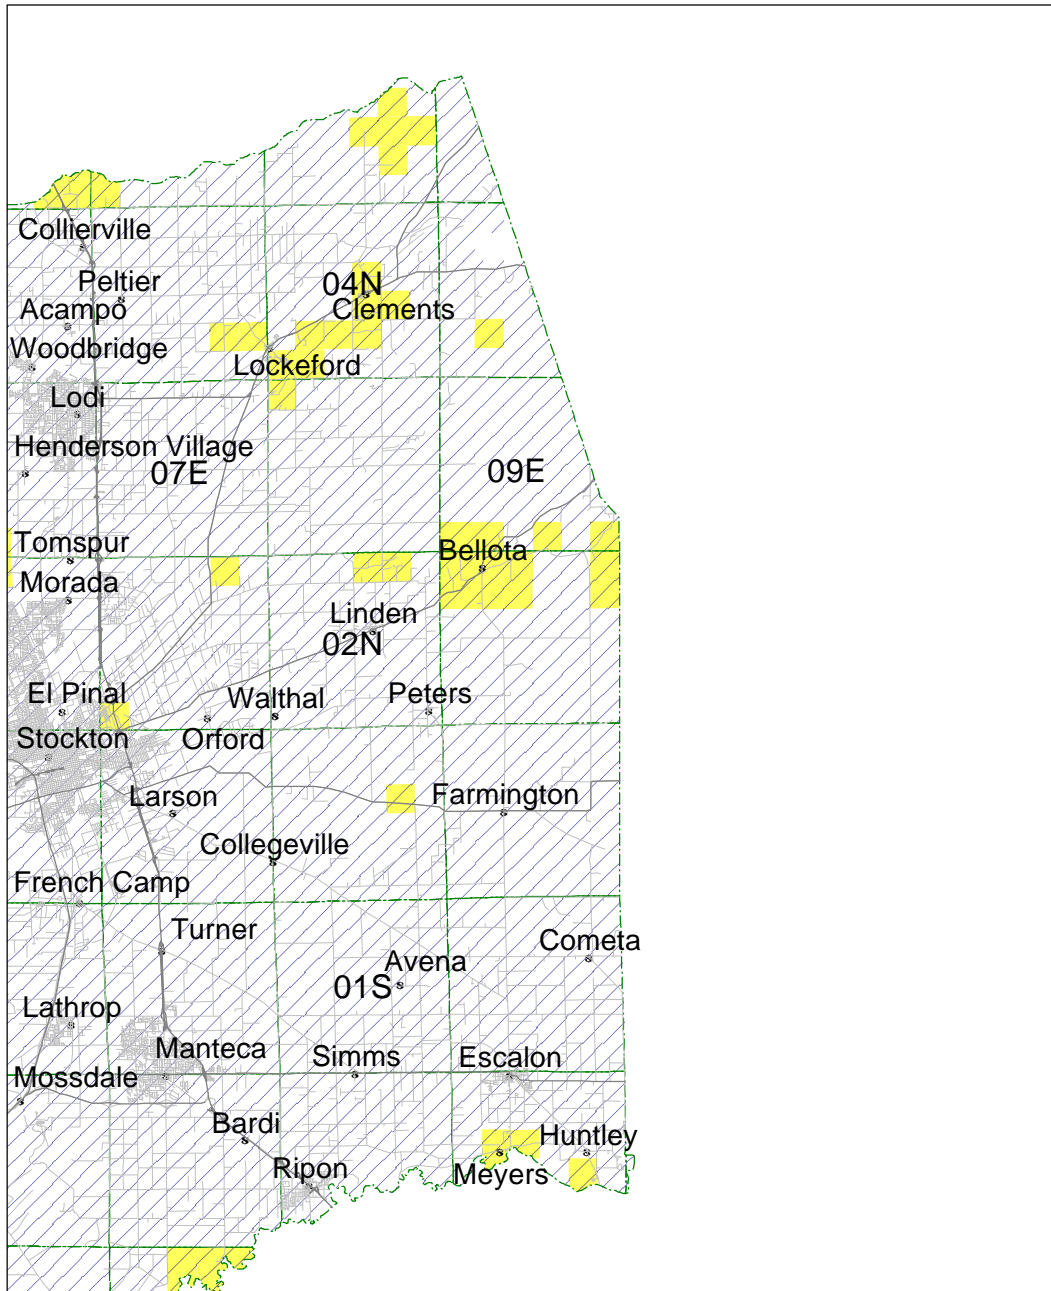 Collierville
Peltier
04N
Acampo
Clements
Woodbridge
Lockeford
Lodi
Henderson Village
07E
09E
Tomspur
Bellota
Morada
Linden
02N
El Pinal
Walthal
Peters
Stockton
Orford
Larson
Farmington
Collegeville
French Camp
Turner
Cometa
Avena
01S
Lathrop
Manteca
Simms
Escalon
Mossdale
Bardi
Huntley
Ripon
Meyers